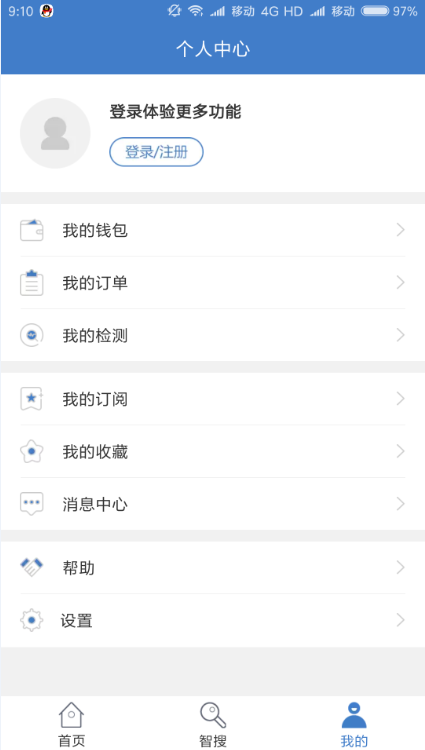 9:10 移动 4G HD 移动 97%
个人中心
登录体验更多功能
登录/注册
我的钱包
我的订单
我的检测
我的订阅
我的收藏
消息中心
帮助
设置
首页 智搜 我的